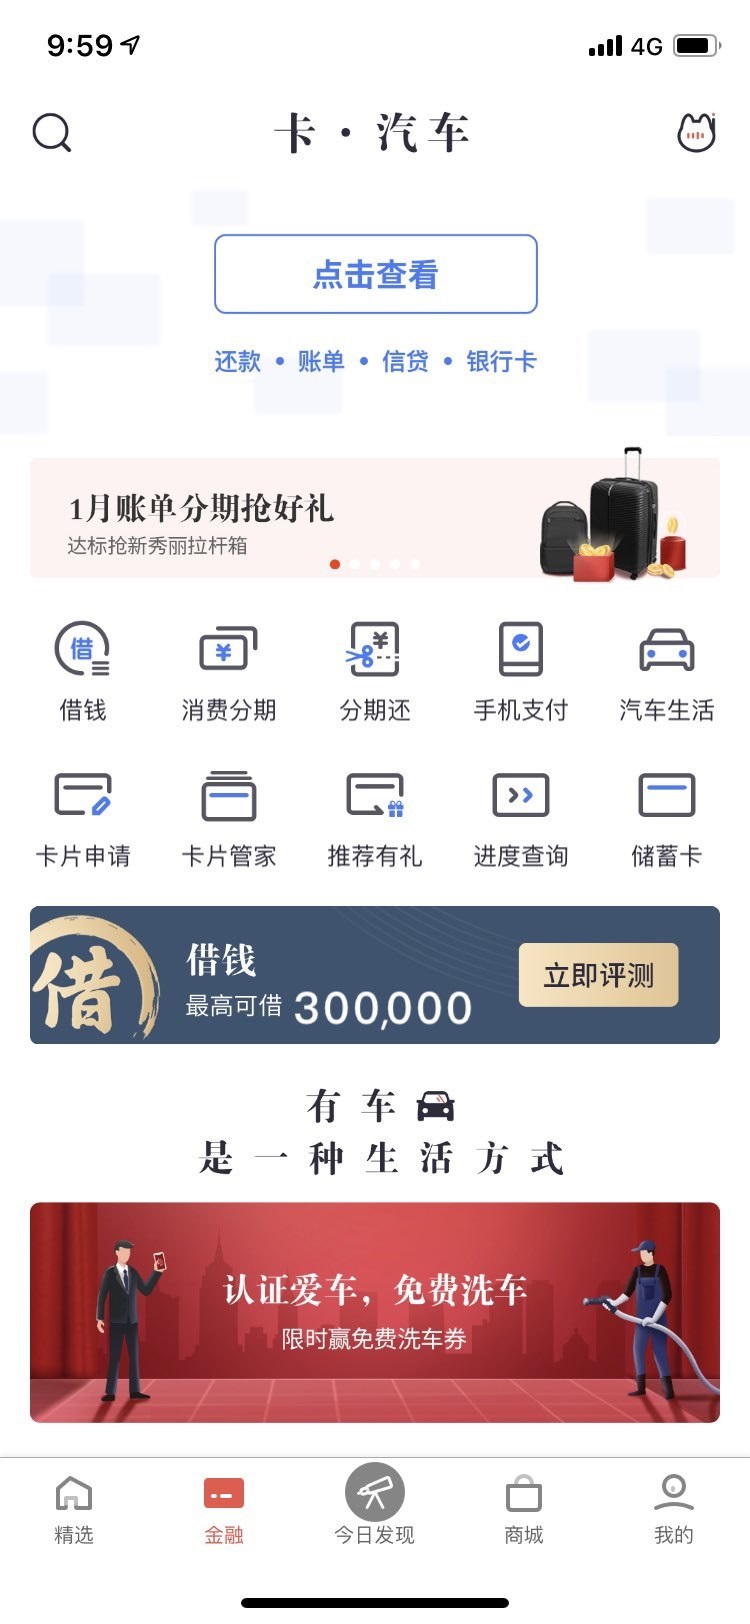 9:59
4G
卡·汽车
点击查看
还款 • 账单 • 信贷 • 银行卡
1月账单分期抢好礼
达标抢新秀丽拉杆箱
借
借钱 消费分期 分期还 手机支付 汽车生活
卡片申请 卡片管家 推荐有礼 进度查询 储蓄卡
借
借钱
最高可借 300,000
立即评测
有车
是一种生活方式
认证爱车，免费洗车
限时赢免费洗车券
精选 金融 今日发现 商城 我的